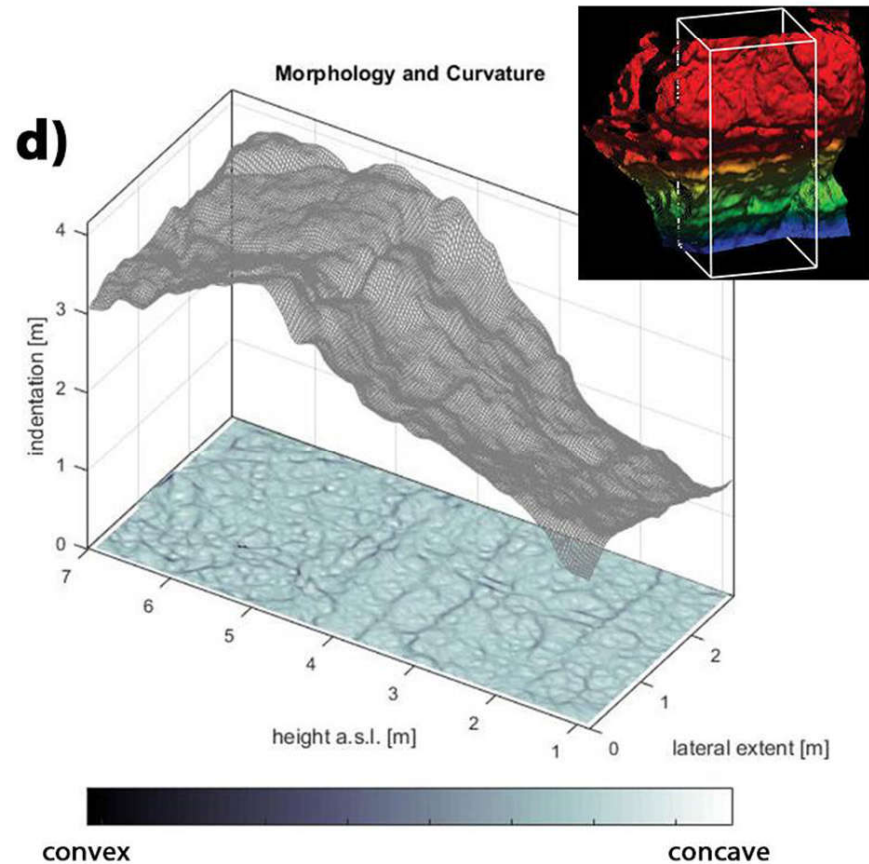 Morphology and Curvature
d)
4
3
2
1
0
indentation [m]
7
6
5
4
3
2
1
height a.s.l. [m]
0
1
2
lateral extent [m]
convex
concave